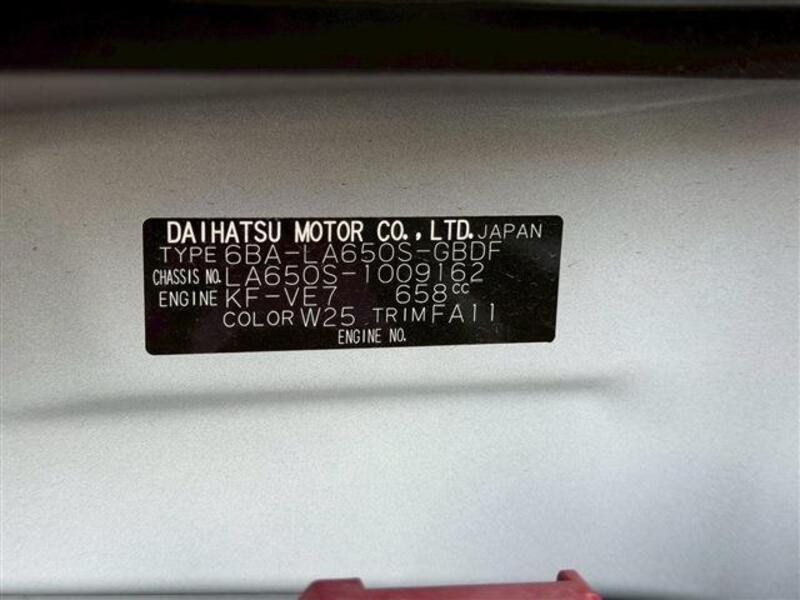 DAIHATSU MOTOR CO.,LTD. JAPAN
TYPE 6BA-LA650S-GBDF
CHASSIS NO. LA650S-1009162
ENGINE KF-VE7 658cc
COLOR W25 TRIM FA11
ENGINE NO.